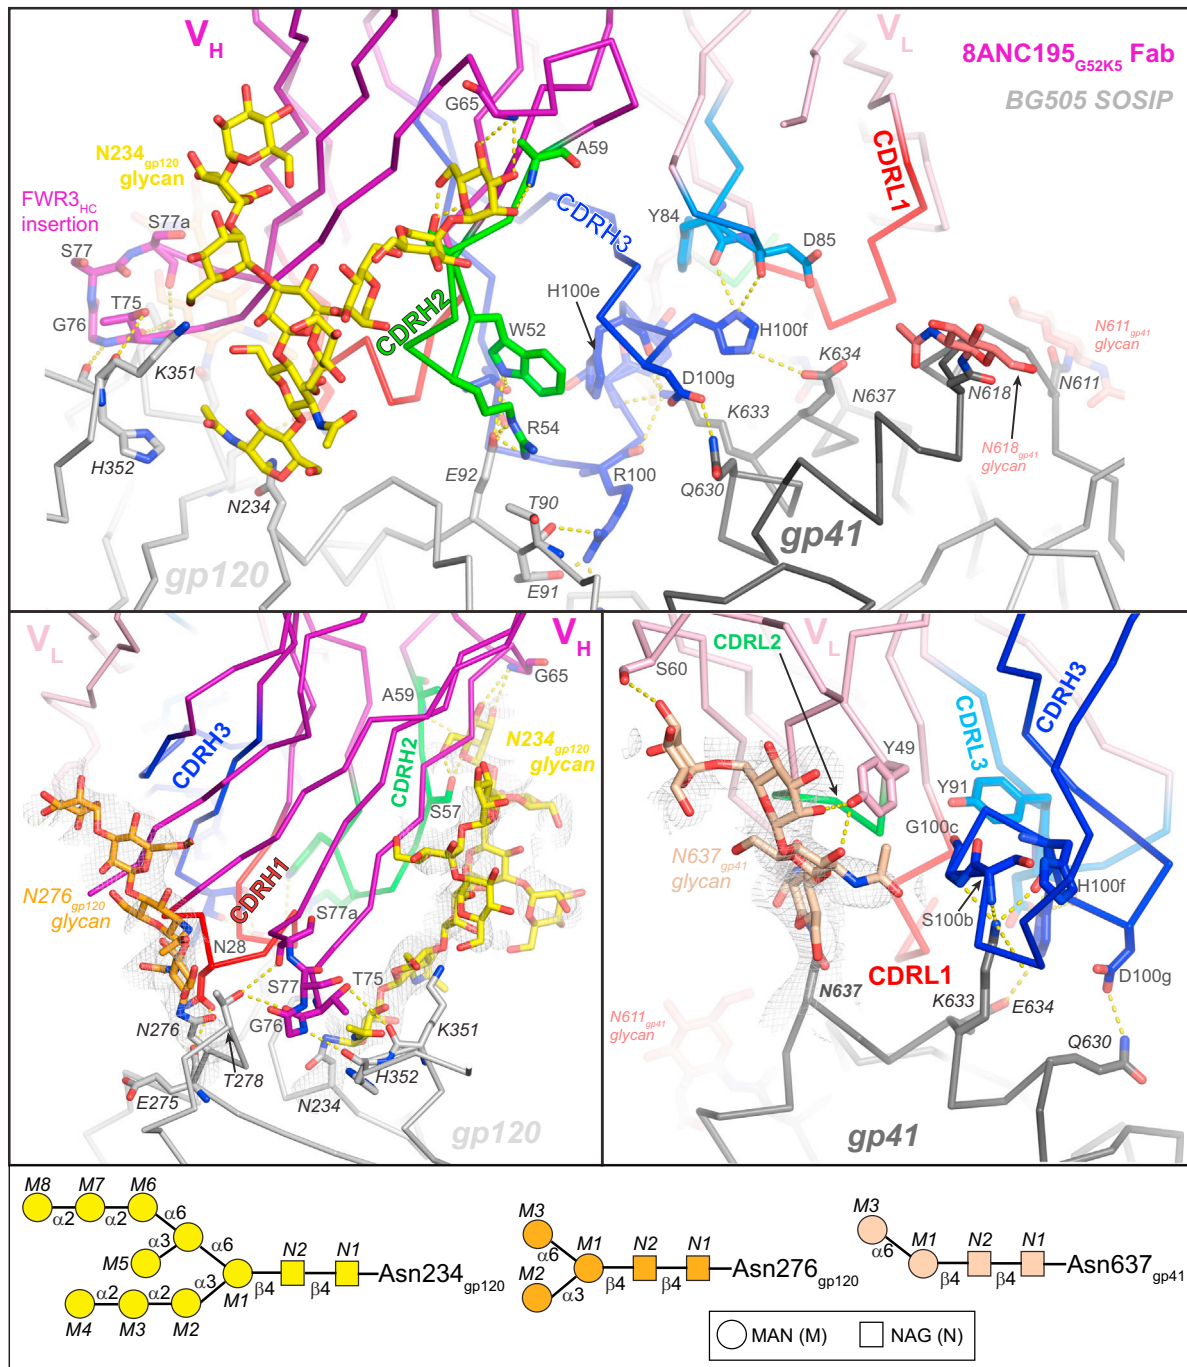 VH
VL
8ANC195G52K5 Fab
BG505 SOSIP
G65
A59
N234gp120
glycan
CDRL1
FWR3HC
insertion
S77a
S77
CDRH3
Y84
D85
T75
G76
CDRH2
H100e
H100f
N611gp41
glycan
W52
K351
K634
N611
N618
D100g
N637
K633
N618gp41
glycan
R54
H352
E92
R100
Q630
N234
T90
gp41
gp120
E91
VL
VH
G65
A59
CDRH3
N234gp120
glycan
CDRH2
S57
N276gp120
glycan
CDRH1
S77a
N28
S77
T75
G76
K351
N276
T278
H352
E275
N234
gp120
CDRL2
VL
S60
CDRH3
CDRL3
Y49
Y91
G100c
N637gp41
glycan
H100f
S100b
CDRL1
D100g
N637
K633
E634
N611gp41
glycan
Q630
gp41
M8 M7 M6
α2 α2 α6
α3 α6
M5
N2 N1
Asn234gp120
α3
β4 β4
M1
α2 α2
M4 M3 M2
M3
α6 M1 N2 N1
Asn276gp120
M2 β4 β4
α3
M3
M1 N2 N1
α6
Asn637gp41
β4 β4
MAN (M) NAG (N)